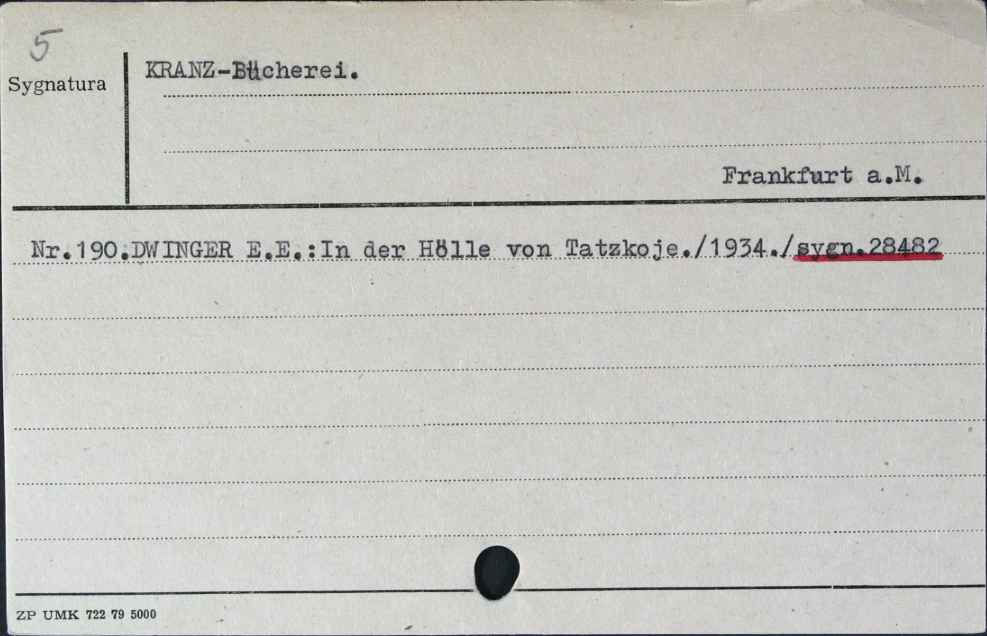 5
Sygnatura
KRANZ-Bücherei.
Frankfurt a.M.
Nr.190.DWINGER E.E.:In der Hölle von Tatzkoje./1934./sygn.28482
ZP UMK 722 79 5000